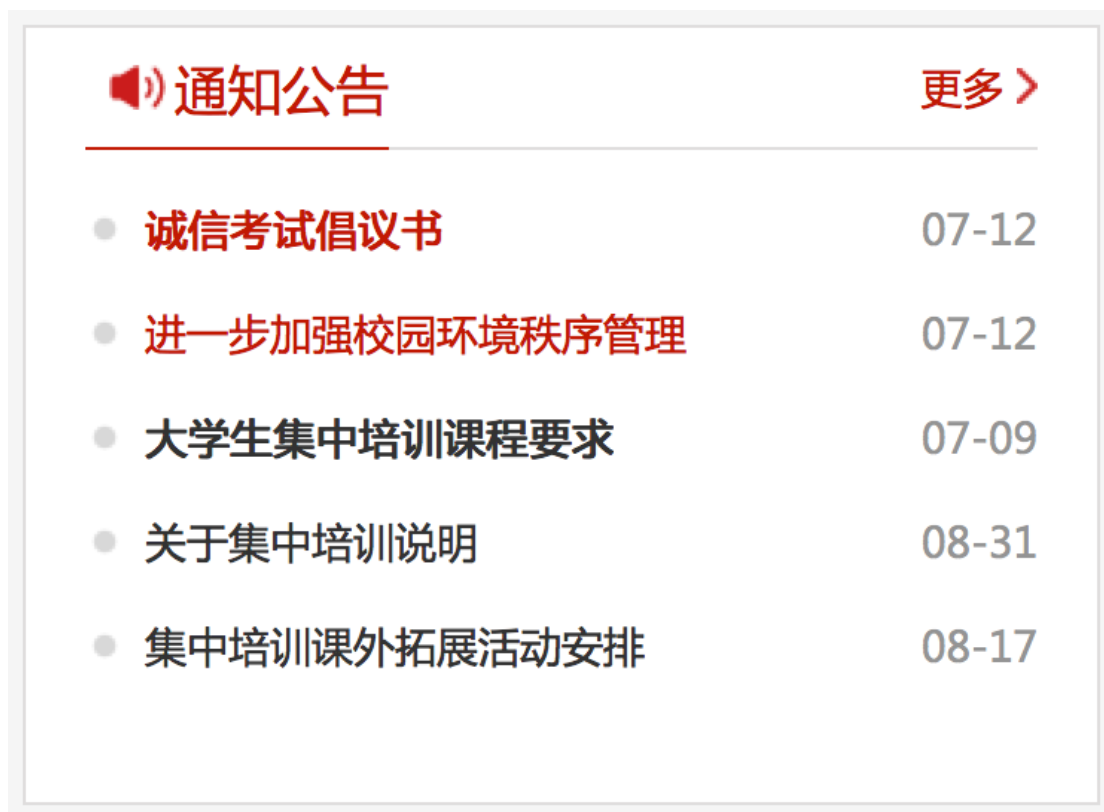 通知公告 更多
诚信考试倡议书 07-12
进一步加强校园环境秩序管理 07-12
大学生集中培训课程要求 07-09
关于集中培训说明 08-31
集中培训课外拓展活动安排 08-17